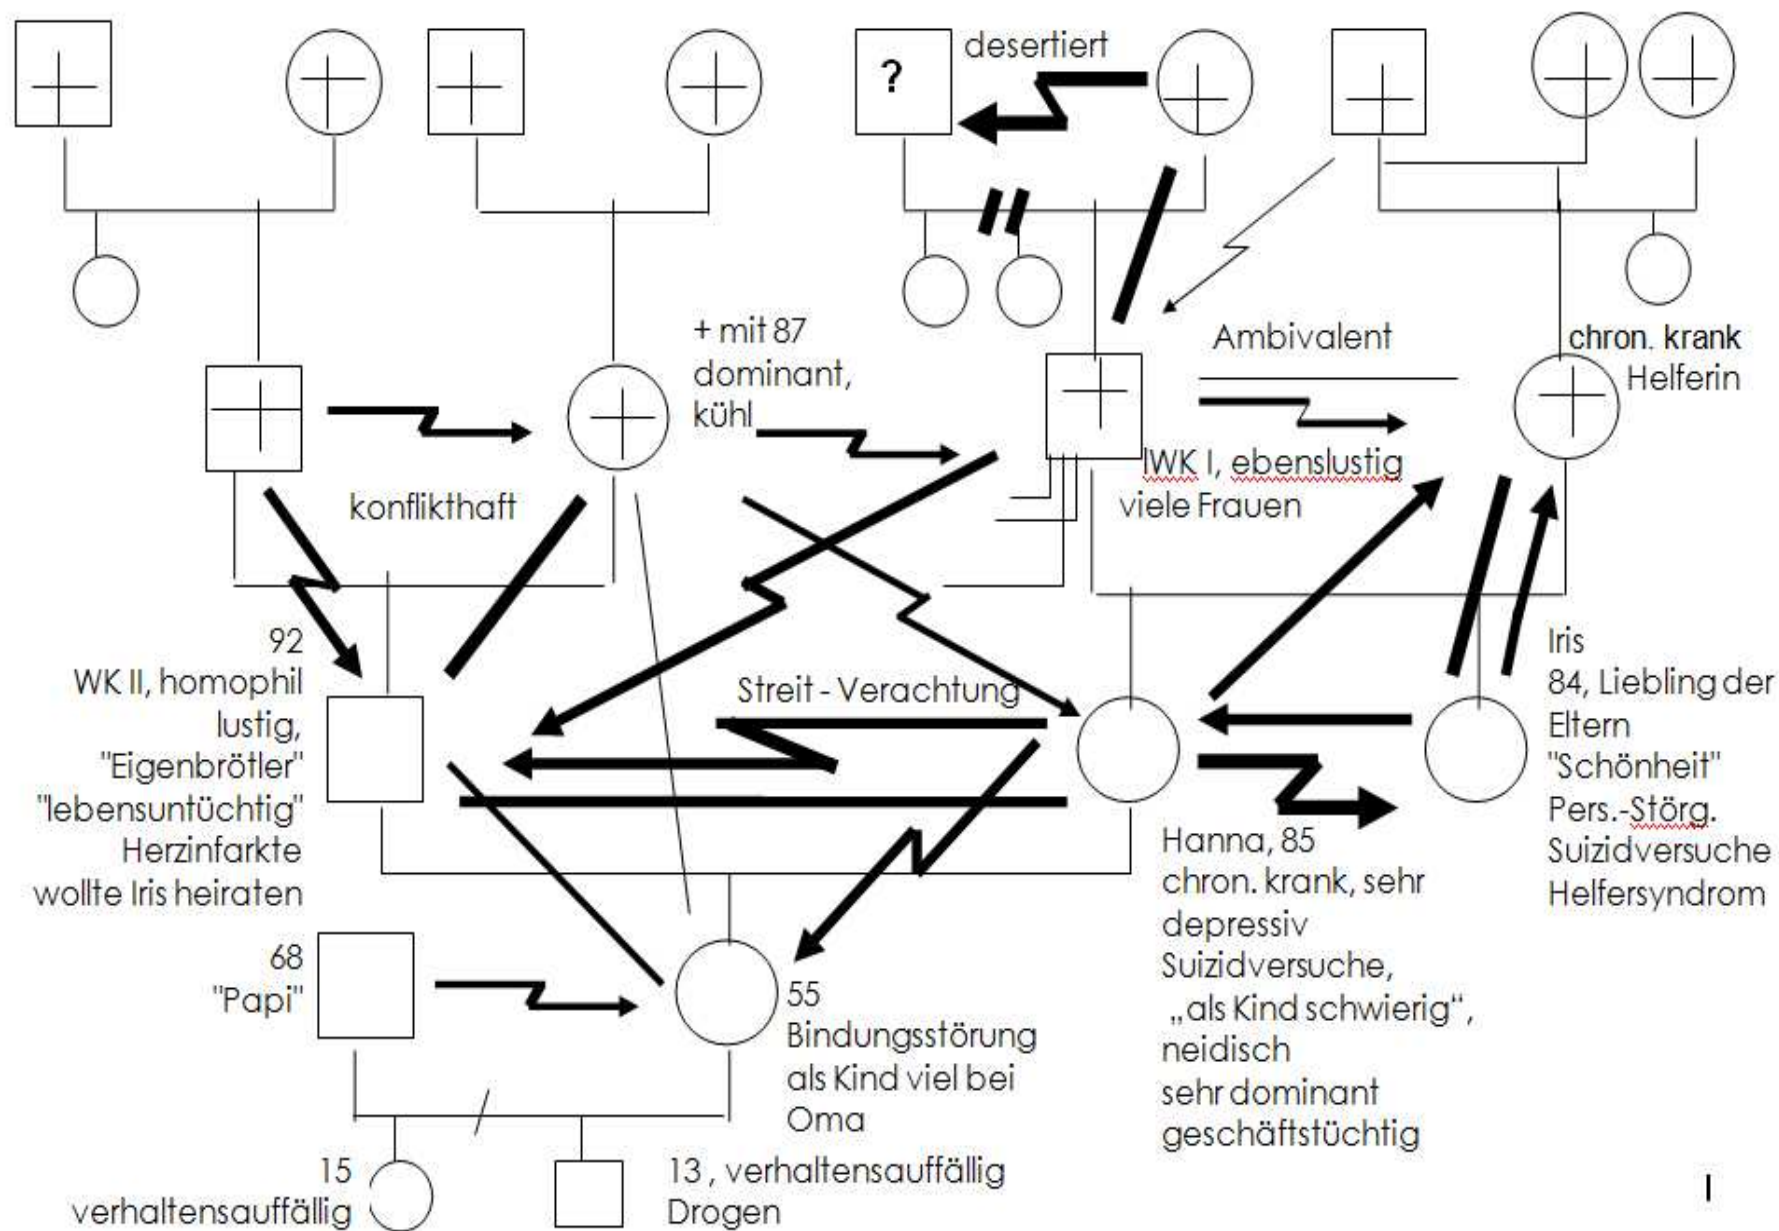 ?
desertiert
+ mit 87
dominant,
kühl
Ambivalent
chron. krank
Helferin
lWK I, ebenslustig
viele Frauen
konflikthaft
92
WK II, homophil
lustig,
"Eigenbrötler"
"lebensuntüchtig"
Herzinfarkte
wollte Iris heiraten
Streit - Verachtung
Iris
84, Liebling der
Eltern
"Schönheit"
Pers.-Störg.
Suizidversuche
Helfersyndrom
Hanna, 85
chron. krank, sehr
depressiv
Suizidversuche,
„als Kind schwierig“,
neidisch
sehr dominant
geschäftstüchtig
68
"Papi"
55
Bindungsstörung
als Kind viel bei
Oma
15
verhaltensauffällig
13 , verhaltensauffällig
Drogen
I